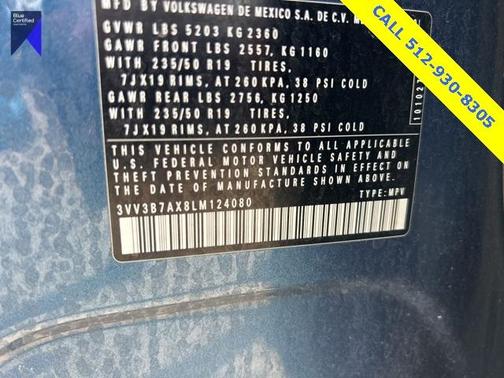 Blue
Certified
MFD BY VOLKSWAGEN DE MEXICO S.A. DE C.V.
GVWR LBS 5203 KG 2360
GAWR FRONT LBS 2557, KG 1160
WITH 235/50 R19 TIRES,
7JX19 RIMS, AT 260 KPA, 38 PSI COLD
GAWR REAR LBS 2756, KG 1250
WITH 235/50 R19 TIRES,
7JX19 RIMS, AT 260 KPA, 38 PSI COLD
THIS VEHICLE CONFORMS TO ALL APPLICABLE
U.S. FEDERAL MOTOR VEHICLE SAFETY AND
THEFT PREVENTION STANDARDS IN EFFECT ON
THE DATE OF MANUFACTURE SHOWN ABOVE.
3VV3B7AX8LM124080
TYPE: MPV
CALL 512-930-8305